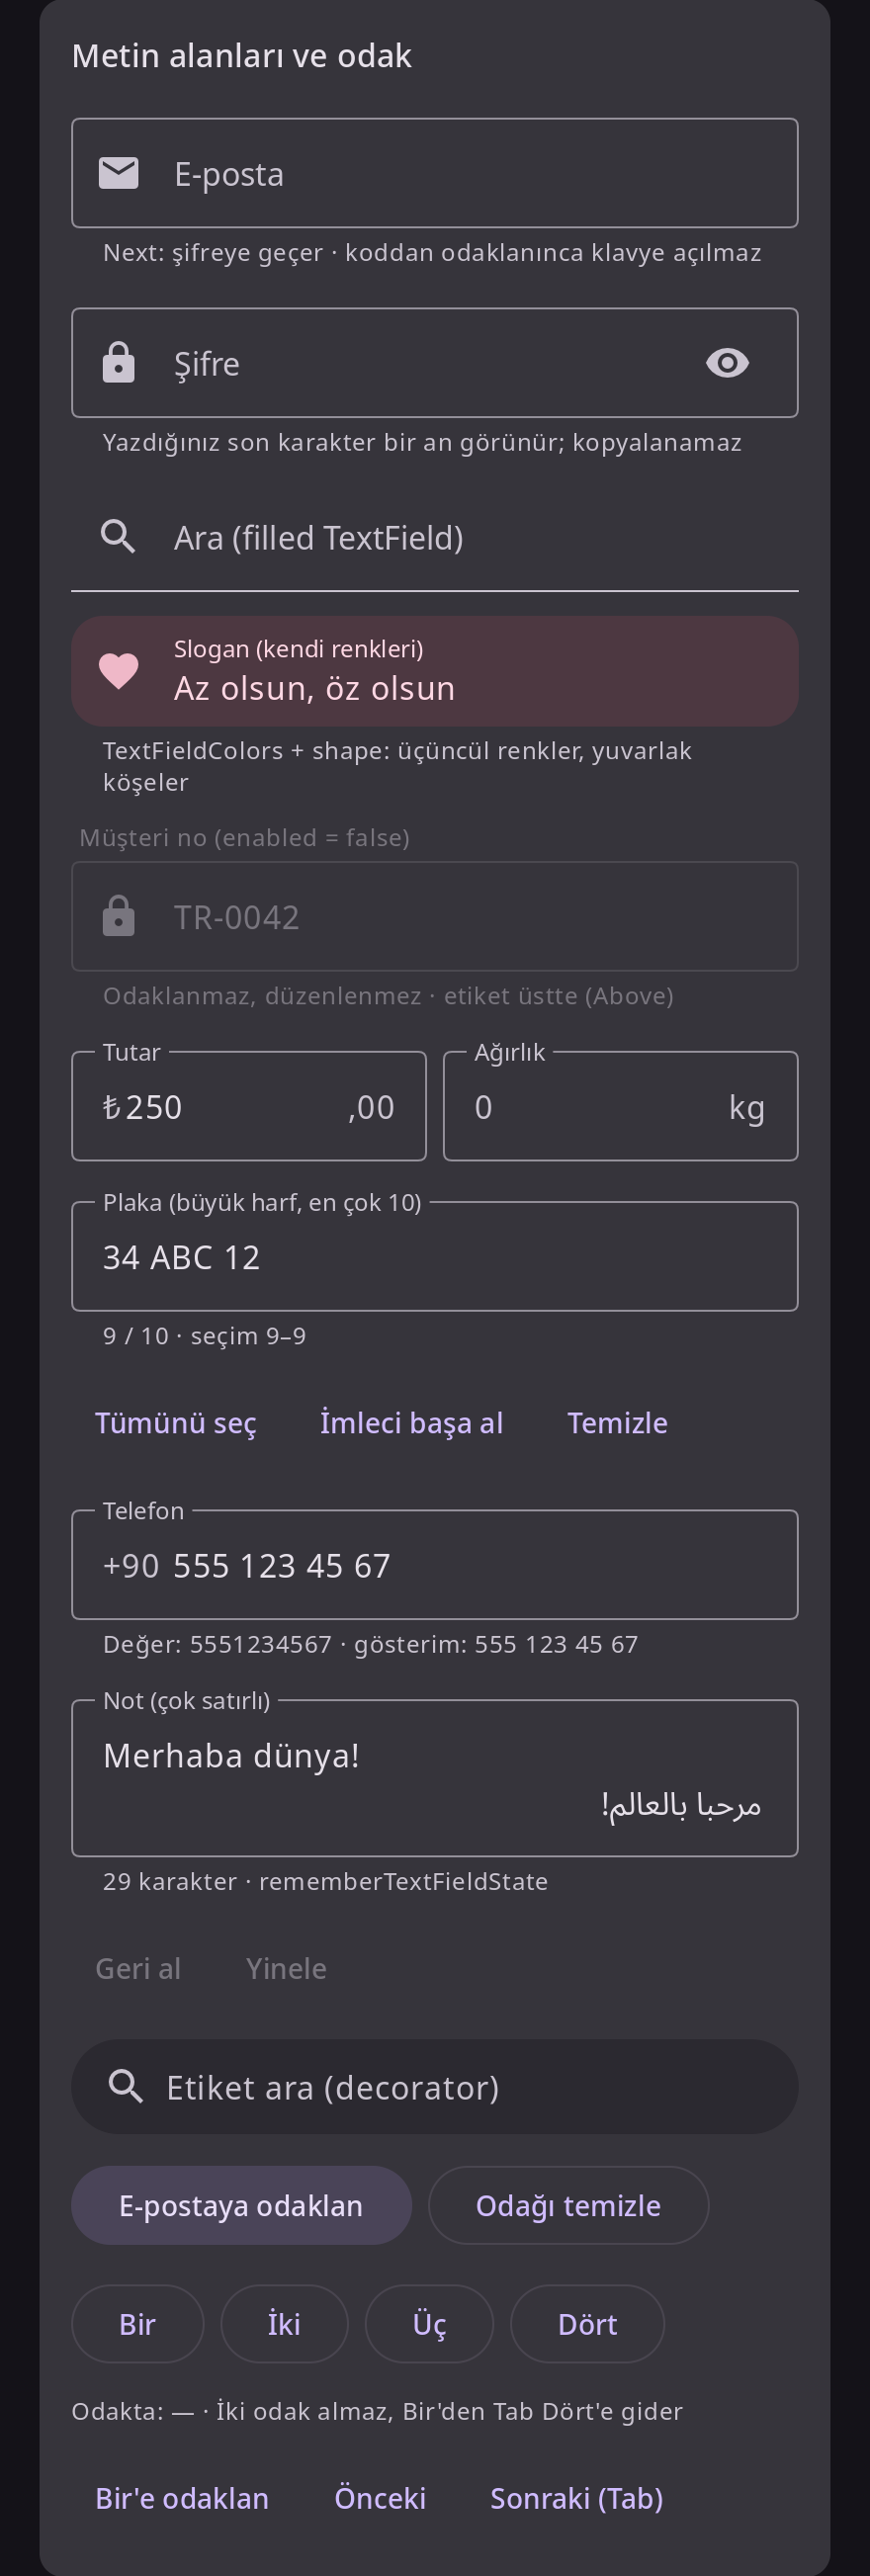 Metin alanları ve odak
E-posta
Next: şifreye geçer · koddan odaklanınca klavye açılmaz
Şifre
Yazdığınız son karakter bir an görünür; kopyalanamaz
Ara (filled TextField)
Slogan (kendi renkleri)
Az olsun, öz olsun
TextFieldColors + shape: üçüncül renkler, yuvarlak
köşeler
Müşteri no (enabled = false)
TR-0042
Odaklanmaz, düzenlenmez · etiket üstte (Above)
Tutar Ağırlık
₺250 ,00 0 kg
Plaka (büyük harf, en çok 10)
34 ABC 12
9 / 10 · seçim 9–9
Tümünü seç İmleci başa al Temizle
Telefon
+90 555 123 45 67
Değer: 5551234567 · gösterim: 555 123 45 67
Not (çok satırlı)
Merhaba dünya!
مرحبا بالعالم!
29 karakter · rememberTextFieldState
Geri al Yinele
Etiket ara (decorator)
E-postaya odaklan Odağı temizle
Bir İki Üç Dört
Odakta: — · İki odak almaz, Bir'den Tab Dört'e gider
Bir'e odaklan Önceki Sonraki (Tab)